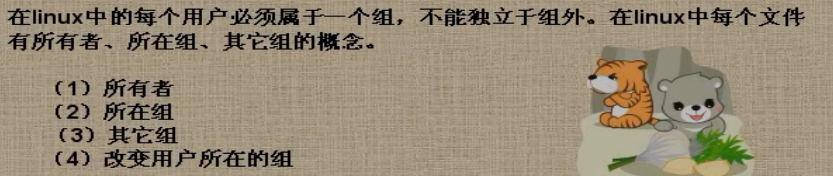 在linux中的每个用户必须属于一个组，不能独立于组外。在linux中每个文件
有所有者、所在组、其它组的概念。
（1）所有者
（2）所在组
（3）其它组
（4）改变用户所在的组